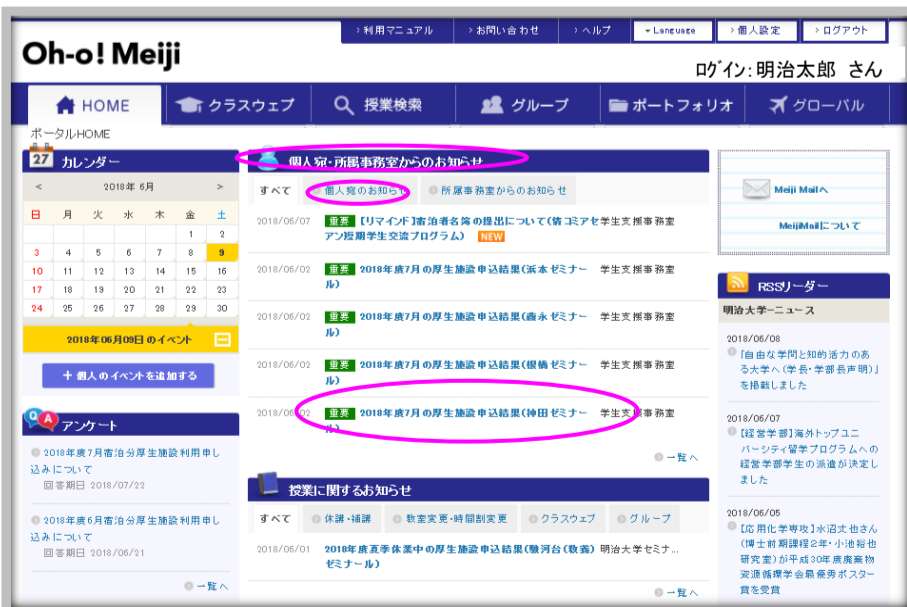 ›利用マニュアル ›お問い合わせ ›ヘルプ Language ›個人設定 ›ログアウト
Oh-o! Meiji
ログイン:明治太郎 さん
HOME クラスウェブ 授業検索 グループ ポートフォリオ グローバル
ポータルHOME
27 カレンダー
< 2018年 6月 >
日 月 火 水 木 金 土
1 2
3 4 5 6 7 8 9
10 11 12 13 14 15 16
17 18 19 20 21 22 23
24 25 26 27 28 29 30
2018年06月09日 のイベント
+ 個人のイベントを追加する
Q A アンケート
2018年度7月宿泊分厚生施設利用申し
込みについて
回答期日 2018/07/22
2018年度6月宿泊分厚生施設利用申し
込みについて
回答期日 2018/06/21
一覧へ
個人宛・所属事務室からのお知らせ
すべて 個人宛のお知らせ 所属事務室からのお知らせ
2018/06/07 重要 【リマインド】宿泊者名簿の提出について(清コミアセ 学生支援事務室
アン短期学生交流プログラム) NEW
2018/06/02 重要 2018年度7月の厚生施設申込結果(浜本ゼミナー 学生支援事務室
ル)
2018/06/02 重要 2018年度7月の厚生施設申込結果(森永ゼミナー 学生支援事務室
ル)
2018/06/02 重要 2018年度7月の厚生施設申込結果(根橋ゼミナー 学生支援事務室
ル)
2018/06/02 重要 2018年度7月の厚生施設申込結果(神田ゼミナー 学生支援事務室
ル)
一覧へ
授業に関するお知らせ
すべて 休講・補講 教室変更・時間割変更 クラスウェブ グループ
2018/06/01 2018年度夏季休業中の厚生施設申込結果(駿河台(教養) 明治大学セミナ...
ゼミナール)
一覧へ
Meiji Mailへ
MeijiMailについて
RSSリーダー
明治大学-ニュース
2018/06/08
「自由な学問と知的活力のあ
る大学へ(学長・学部長声明)」
を掲載しました
2018/06/07
【経営学部】海外トップユニ
バーシティ留学プログラムへの
経営学部学生の派遣が決定し
ました
2018/06/05
【応用化学専攻】水沼丈也さん
(博士前期課程2年・小池裕也
研究室)が平成30年度廃棄物
資源循環学会最優秀ポスター
賞を受賞